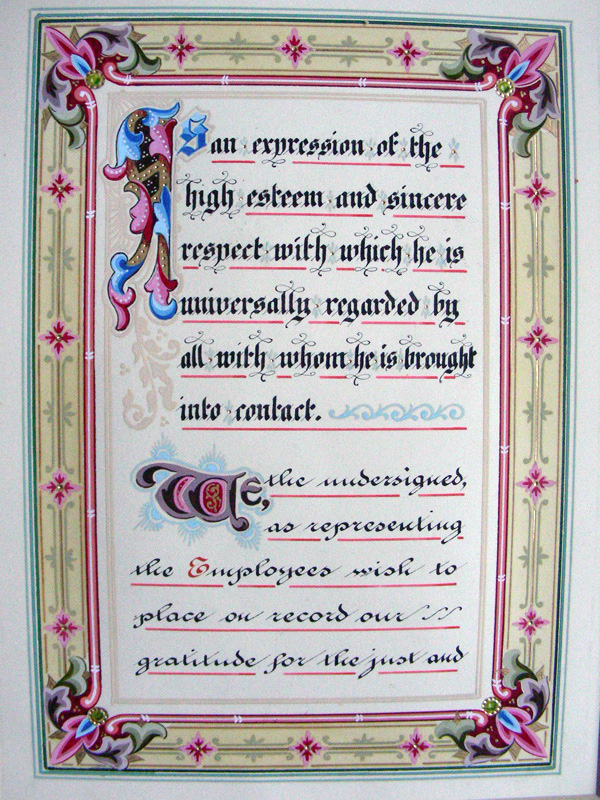 As an expression of the
high esteem and sincere
respect with which he is
universally regarded by
all with whom he is brought
into contact.
We, the undersigned,
as representing
the Employees wish to
place on record our
gratitude for the just and